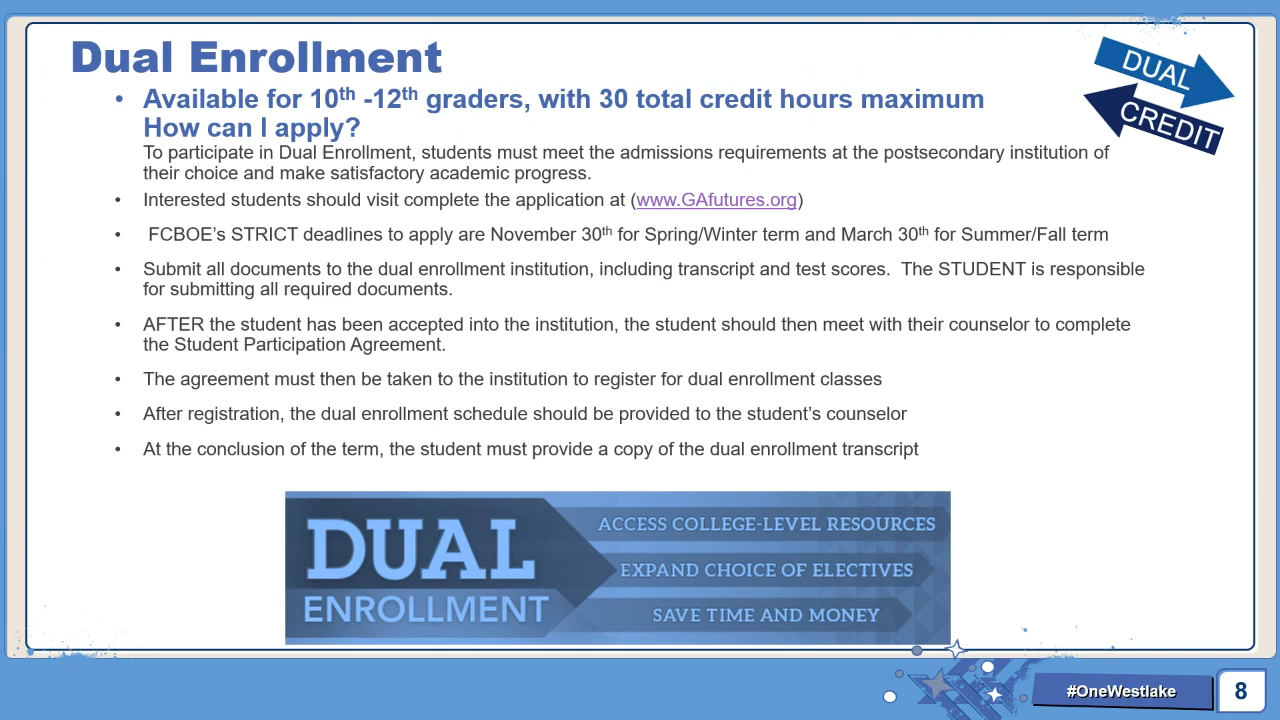 Dual Enrollment
DUAL
CREDIT
• Available for 10th -12th graders, with 30 total credit hours maximum
How can I apply?
To participate in Dual Enrollment, students must meet the admissions requirements at the postsecondary institution of
their choice and make satisfactory academic progress.
• Interested students should visit complete the application at (www.GAfutures.org)
• FCBOE’s STRICT deadlines to apply are November 30th for Spring/Winter term and March 30th for Summer/Fall term
• Submit all documents to the dual enrollment institution, including transcript and test scores.  The STUDENT is responsible
for submitting all required documents.
• AFTER the student has been accepted into the institution, the student should then meet with their counselor to complete
the Student Participation Agreement.
• The agreement must then be taken to the institution to register for dual enrollment classes
• After registration, the dual enrollment schedule should be provided to the student’s counselor
• At the conclusion of the term, the student must provide a copy of the dual enrollment transcript
DUAL
ENROLLMENT
ACCESS COLLEGE-LEVEL RESOURCES
EXPAND CHOICE OF ELECTIVES
SAVE TIME AND MONEY
#OneWestlake
8